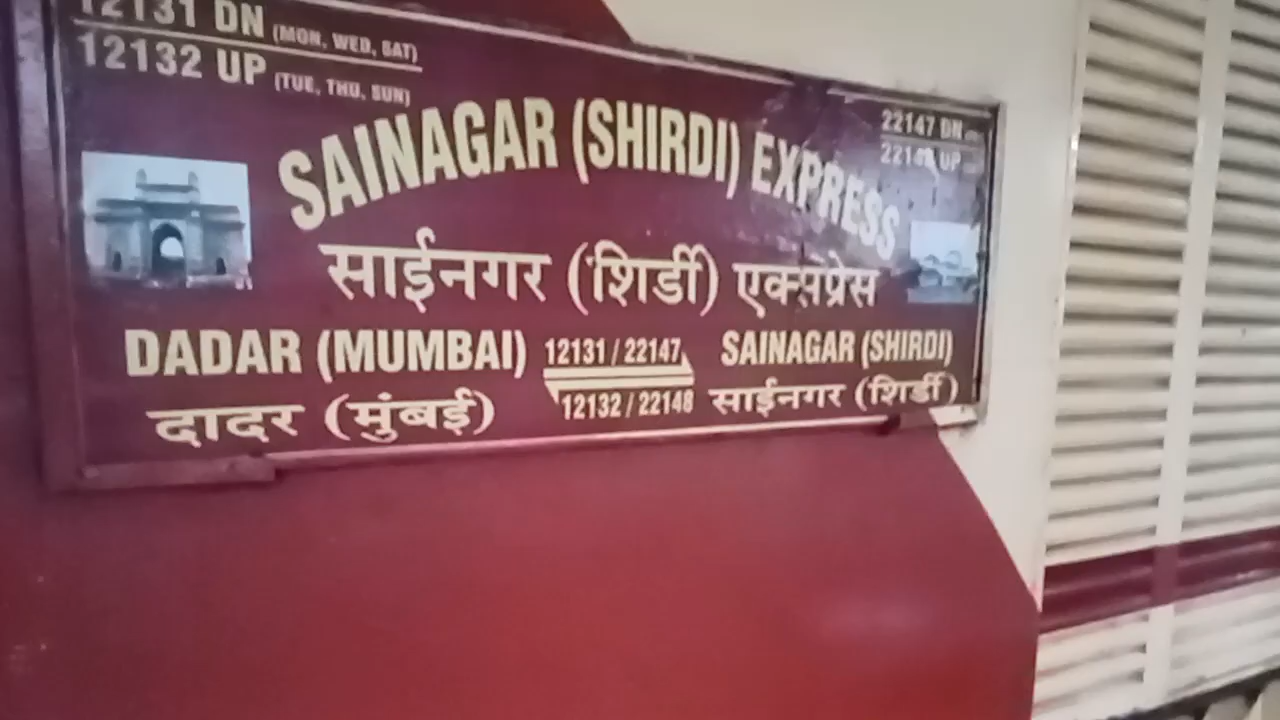 12131 DN (MON, WED, SAT)
12132 UP (TUE, THU, SUN)
22147 DN
22148 UP
SAINAGAR (SHIRDI) EXPRESS
साईनगर (शिर्डी) एक्सप्रेस
DADAR (MUMBAI) 12131 / 22147 SAINAGAR (SHIRDI)
दादर (मुंबई) 12132 / 22148 साईनगर (शिर्डी)